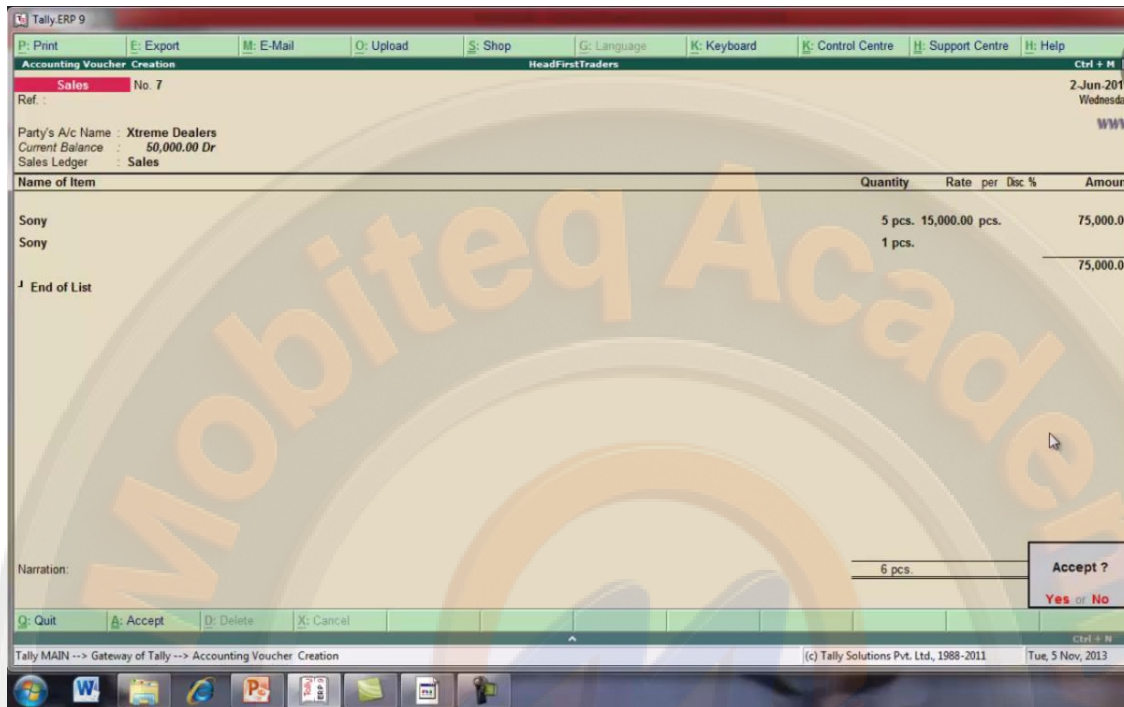 Tally.ERP 9
P: Print E: Export M: E-Mail O: Upload S: Shop G: Language K: Keyboard K: Control Centre H: Support Centre H: Help
Accounting Voucher Creation HeadFirstTraders Ctrl + M
Sales No. 7 2-Jun-201
Ref. : Wednesda
WWW
Party's A/c Name : Xtreme Dealers
Current Balance : 50,000.00 Dr
Sales Ledger : Sales
Name of Item Quantity Rate per Disc % Amoun
Sony 5 pcs. 15,000.00 pcs. 75,000.0
Sony 1 pcs.
75,000.0
End of List
Mobiteq Academ
Narration: 6 pcs. Accept ?
Yes or No
Q: Quit A: Accept D: Delete X: Cancel
Ctrl + N
Tally MAIN --> Gateway of Tally --> Accounting Voucher Creation (c) Tally Solutions Pvt. Ltd., 1988-2011 Tue, 5 Nov, 2013